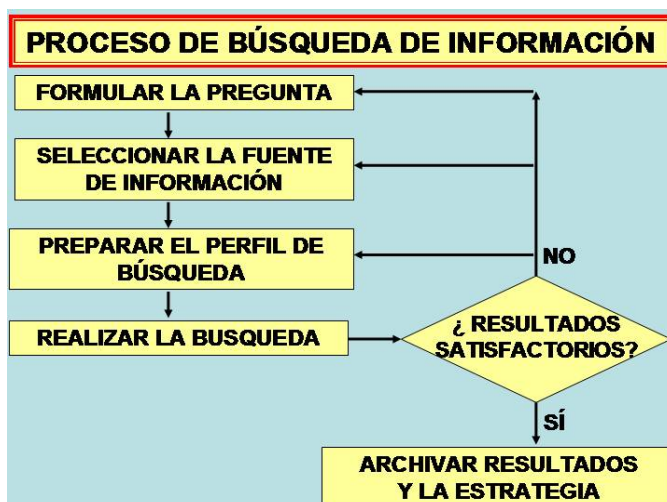 PROCESO DE BÚSQUEDA DE INFORMACIÓN
FORMULAR LA PREGUNTA
SELECCIONAR LA FUENTE
DE INFORMACIÓN
PREPARAR EL PERFIL DE
BÚSQUEDA
NO
REALIZAR LA BUSQUEDA
¿ RESULTADOS
SATISFACTORIOS?
SÍ
ARCHIVAR RESULTADOS
Y LA ESTRATEGIA